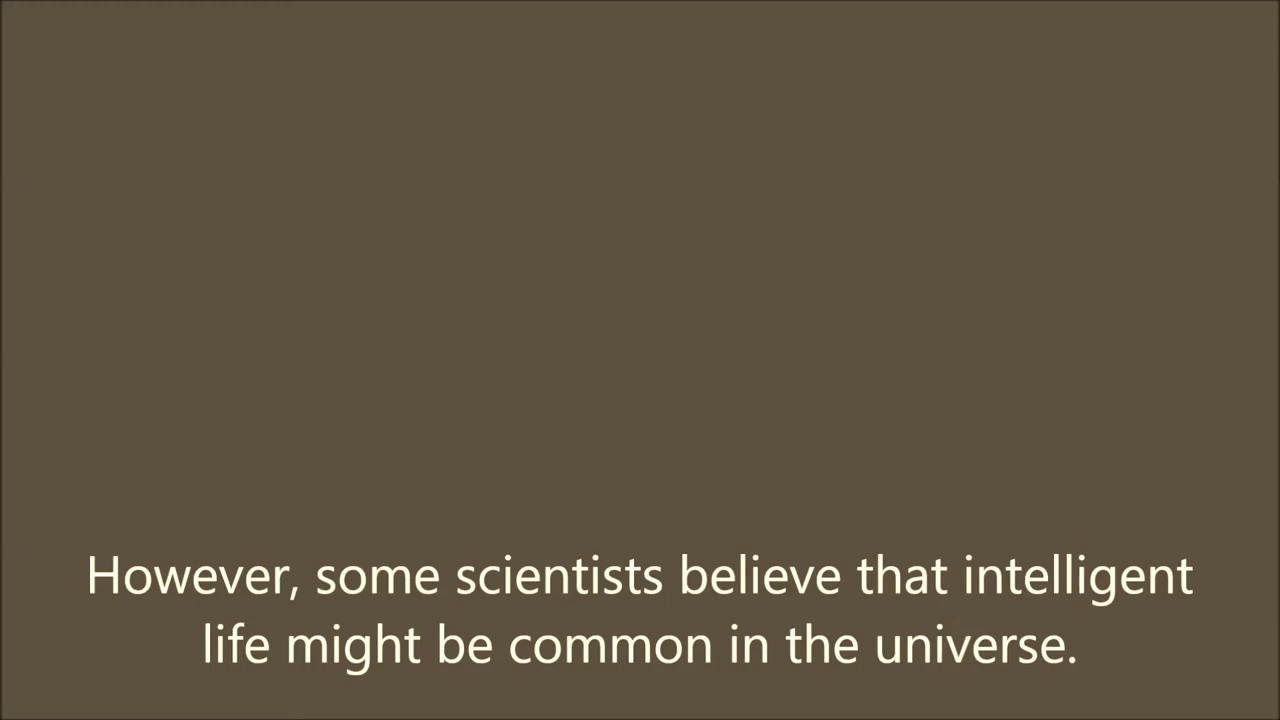 However, some scientists believe that intelligent
life might be common in the universe.